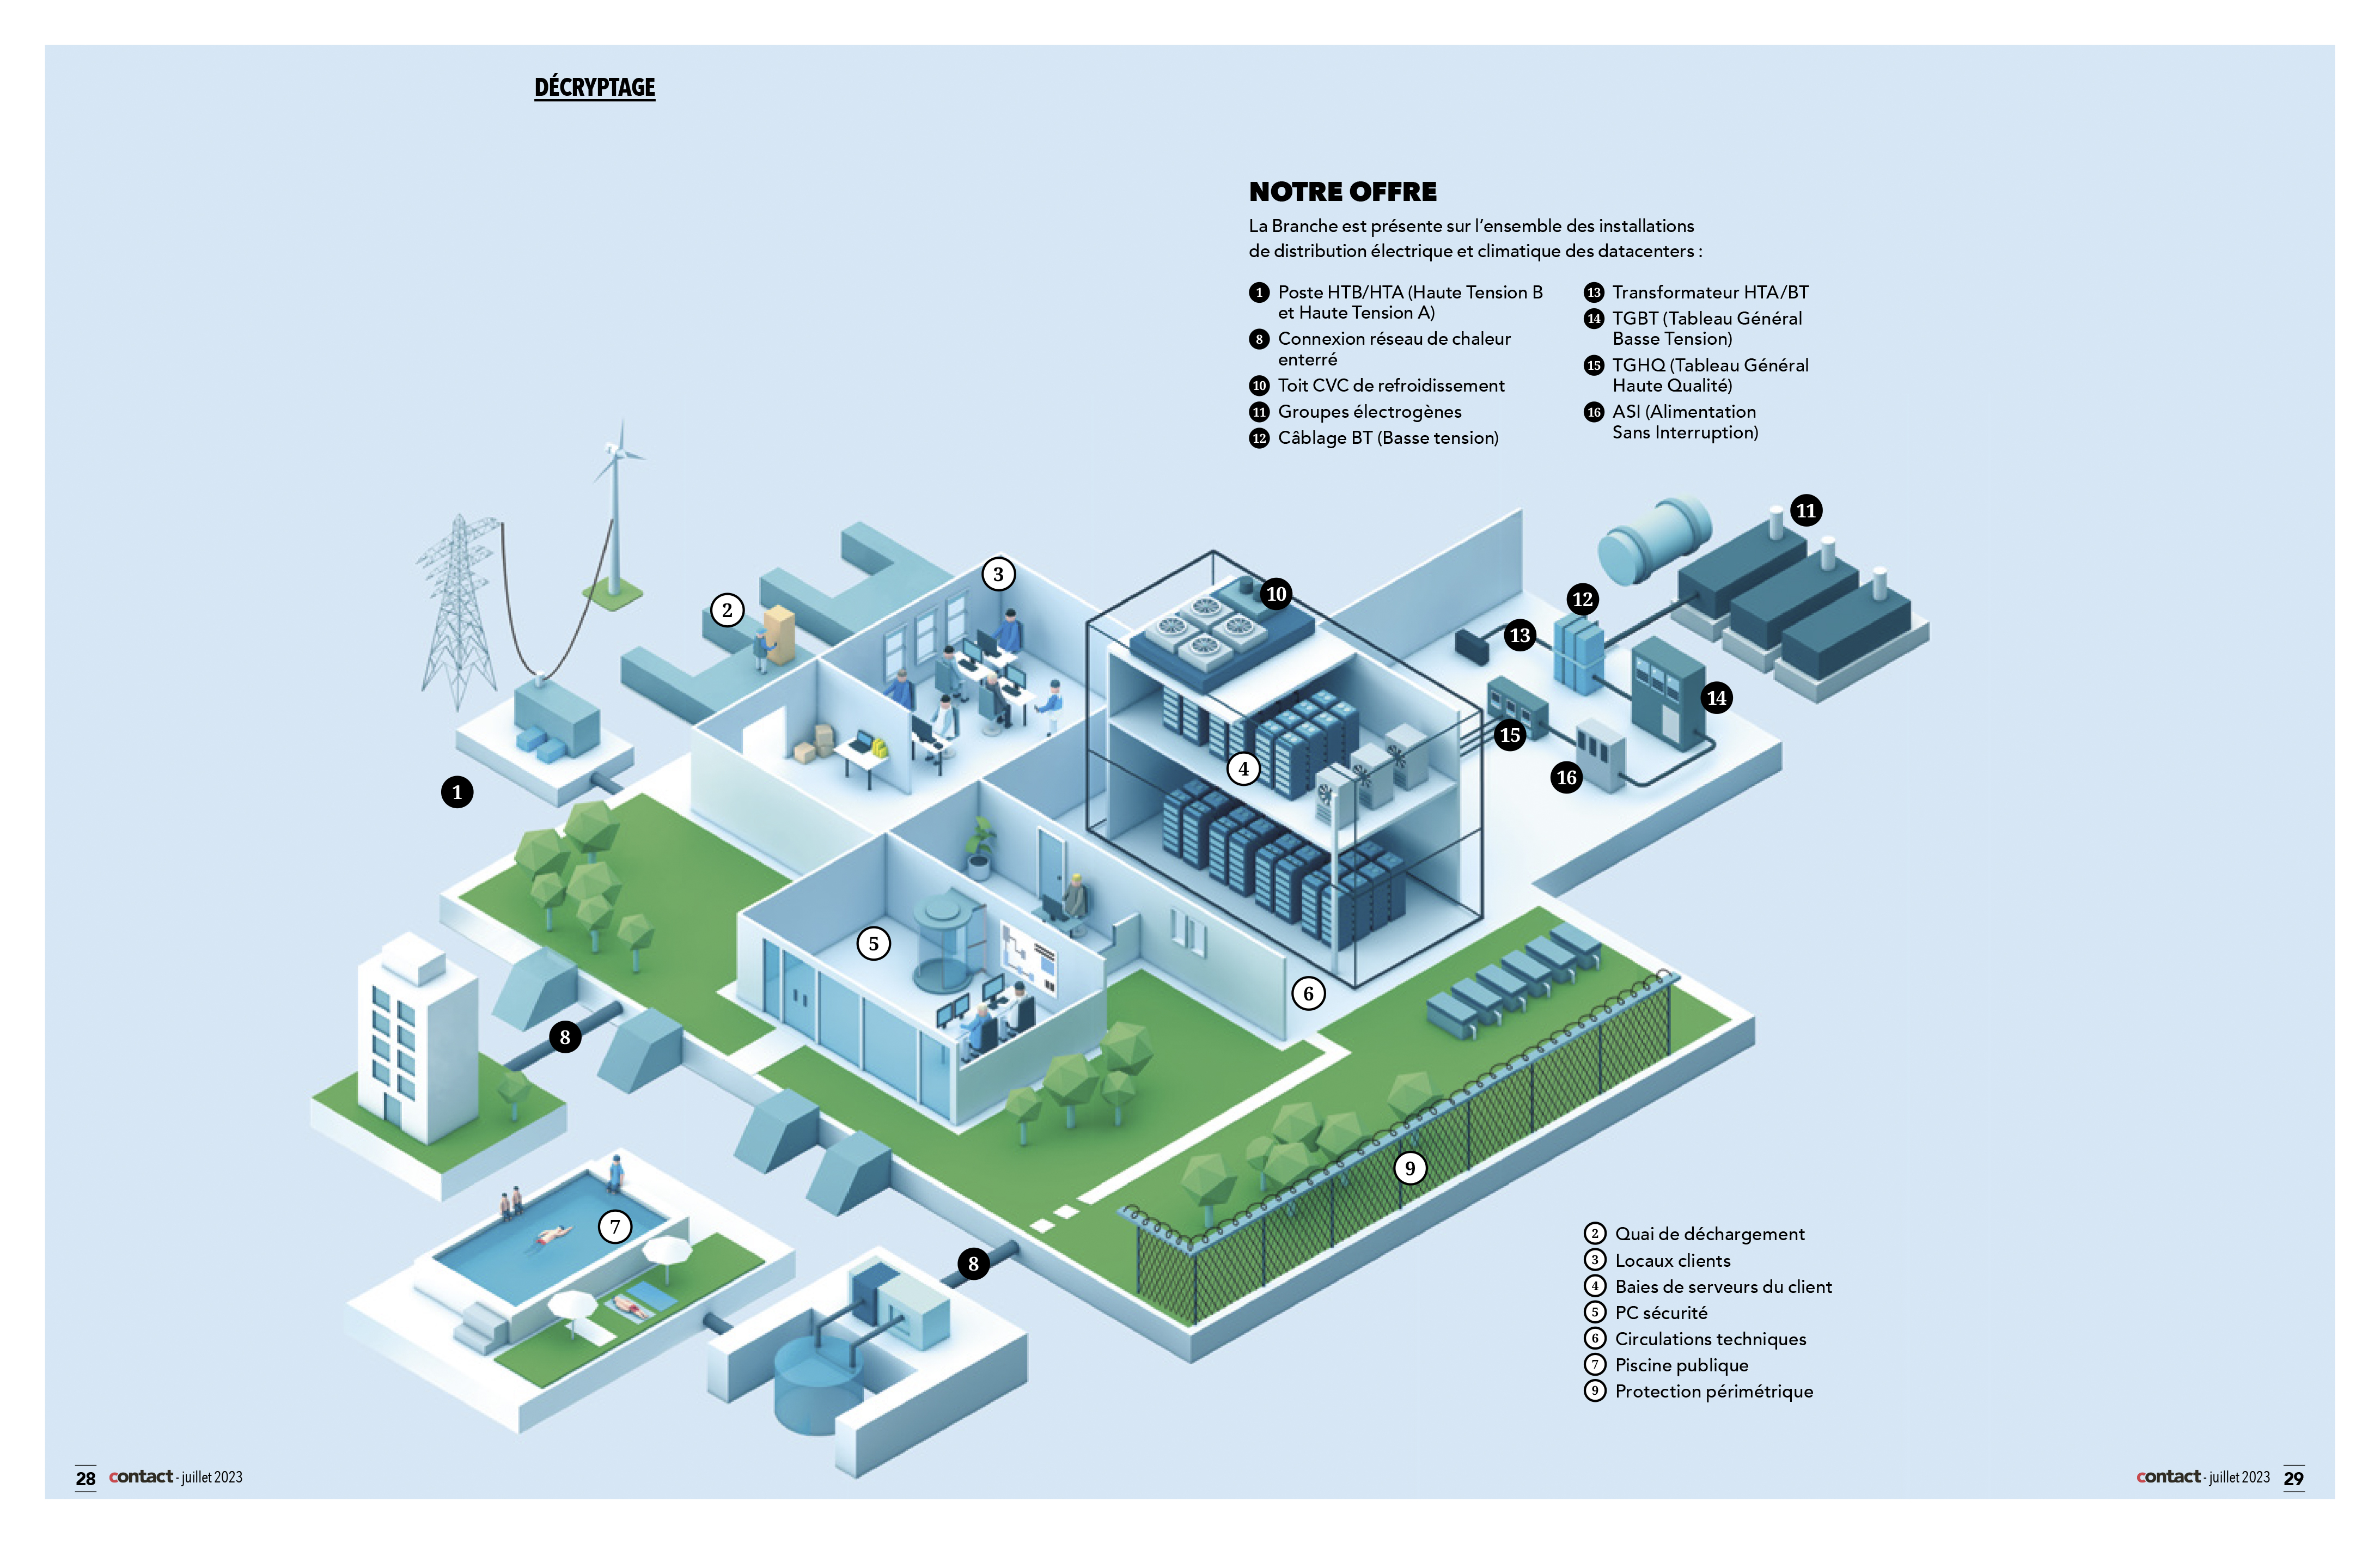 DÉCRYPTAGE
NOTRE OFFRE
La Branche est présente sur l'ensemble des installations
de distribution électrique et climatique des datacenters :
1 Poste HTB/HTA (Haute Tension B
et Haute Tension A)
8 Connexion réseau de chaleur
enterré
10 Toit CVC de refroidissement
11 Groupes électrogènes
12 Câblage BT (Basse tension)
13 Transformateur HTA/BT
14 TGBT (Tableau Général
Basse Tension)
15 TGHQ (Tableau Général
Haute Qualité)
16 ASI (Alimentation
Sans Interruption)
11
3
10
12
2
13
14
15
4
16
1
5
6
8
9
7
8
2 Quai de déchargement
3 Locaux clients
4 Baies de serveurs du client
5 PC sécurité
6 Circulations techniques
7 Piscine publique
9 Protection périmétrique
28 contact - juillet 2023
contact - juillet 2023 29